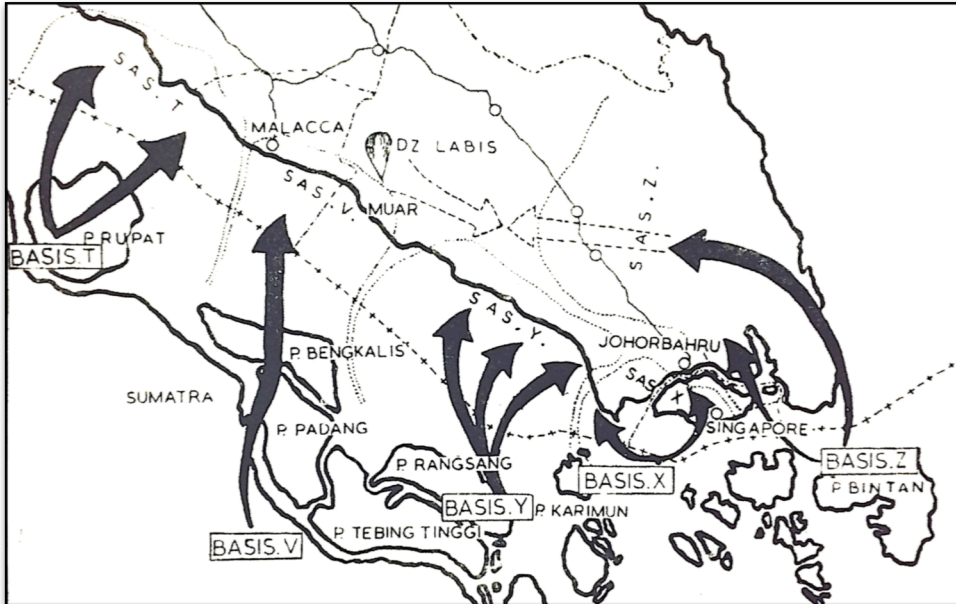 SAS. T
MALACCA
DZ LABIS
SAS. V
MUAR
SAS. Z.
P. RUPAT
BASIS.T
SAS. Y.
P. BENGKALIS
JOHORBAHRU
SUMATRA
SAS. X
SINGAPORE
P. PADANG
P. RANGSANG
BASIS.X
BASIS.Z
P. BINTAN
BASIS.Y
P. KARIMUN
P. TEBING TINGGI
BASIS.V